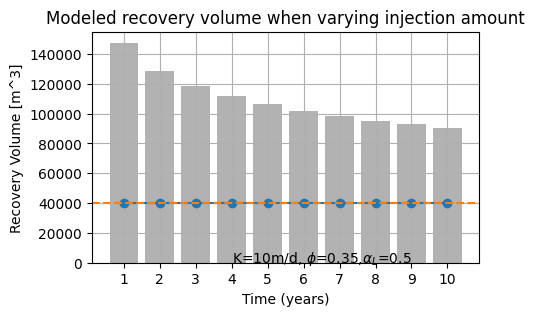 Modeled recovery volume when varying injection amount
140000
120000
100000
80000
60000
40000
20000
0
Recovery Volume [m^3]
K=10m/d, ϕ=0.35,α_L=0.5
1 2 3 4 5 6 7 8 9 10
Time (years)